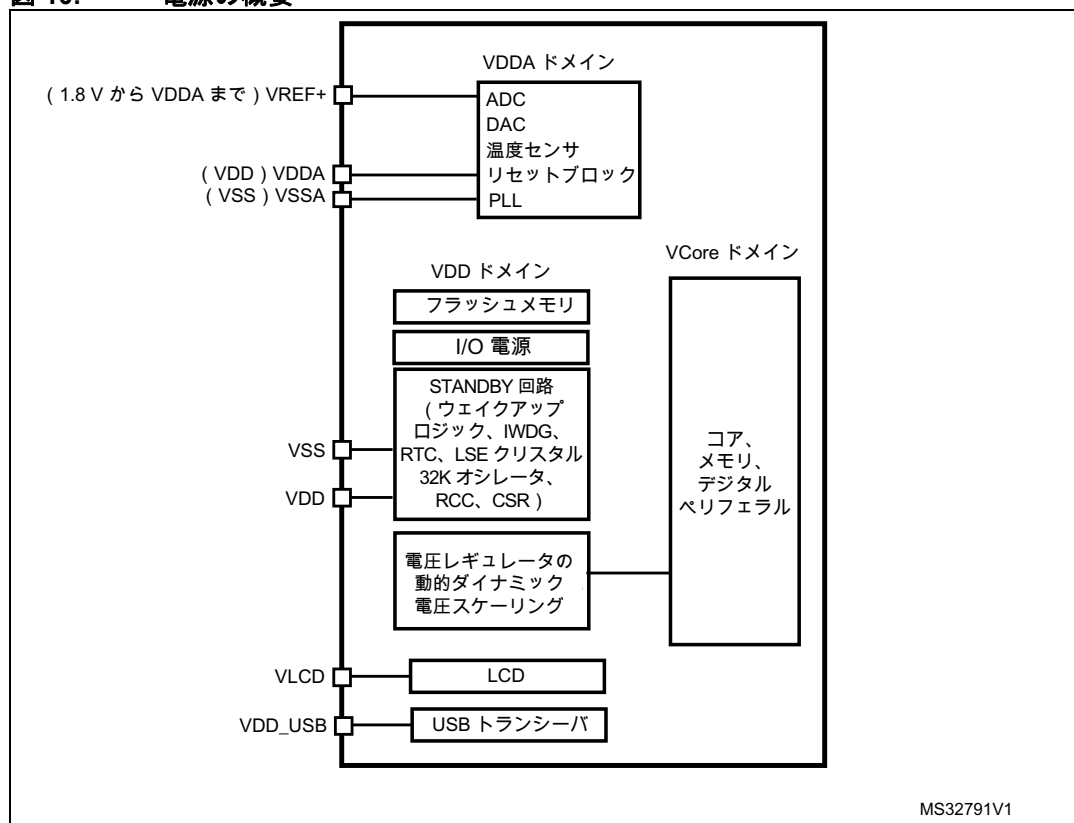 電源の概要
VDDA ドメイン
( 1.8 V から VDDA まで ) VREF+
ADC
DAC
温度センサ
( VDD ) VDDA
リセットブロック
( VSS ) VSSA
PLL
VCore ドメイン
VDD ドメイン
フラッシュメモリ
I/O 電源
STANDBY 回路
( ウェイクアップ
ロジック、IWDG、
RTC、LSE クリスタル
32K オシレータ、
RCC、CSR )
VSS
VDD
コア、
メモリ、
デジタル
ペリフェラル
電圧レギュレータの
動的ダイナミック
電圧スケーリング
VLCD
LCD
VDD_USB
USB トランシーバ
MS32791V1